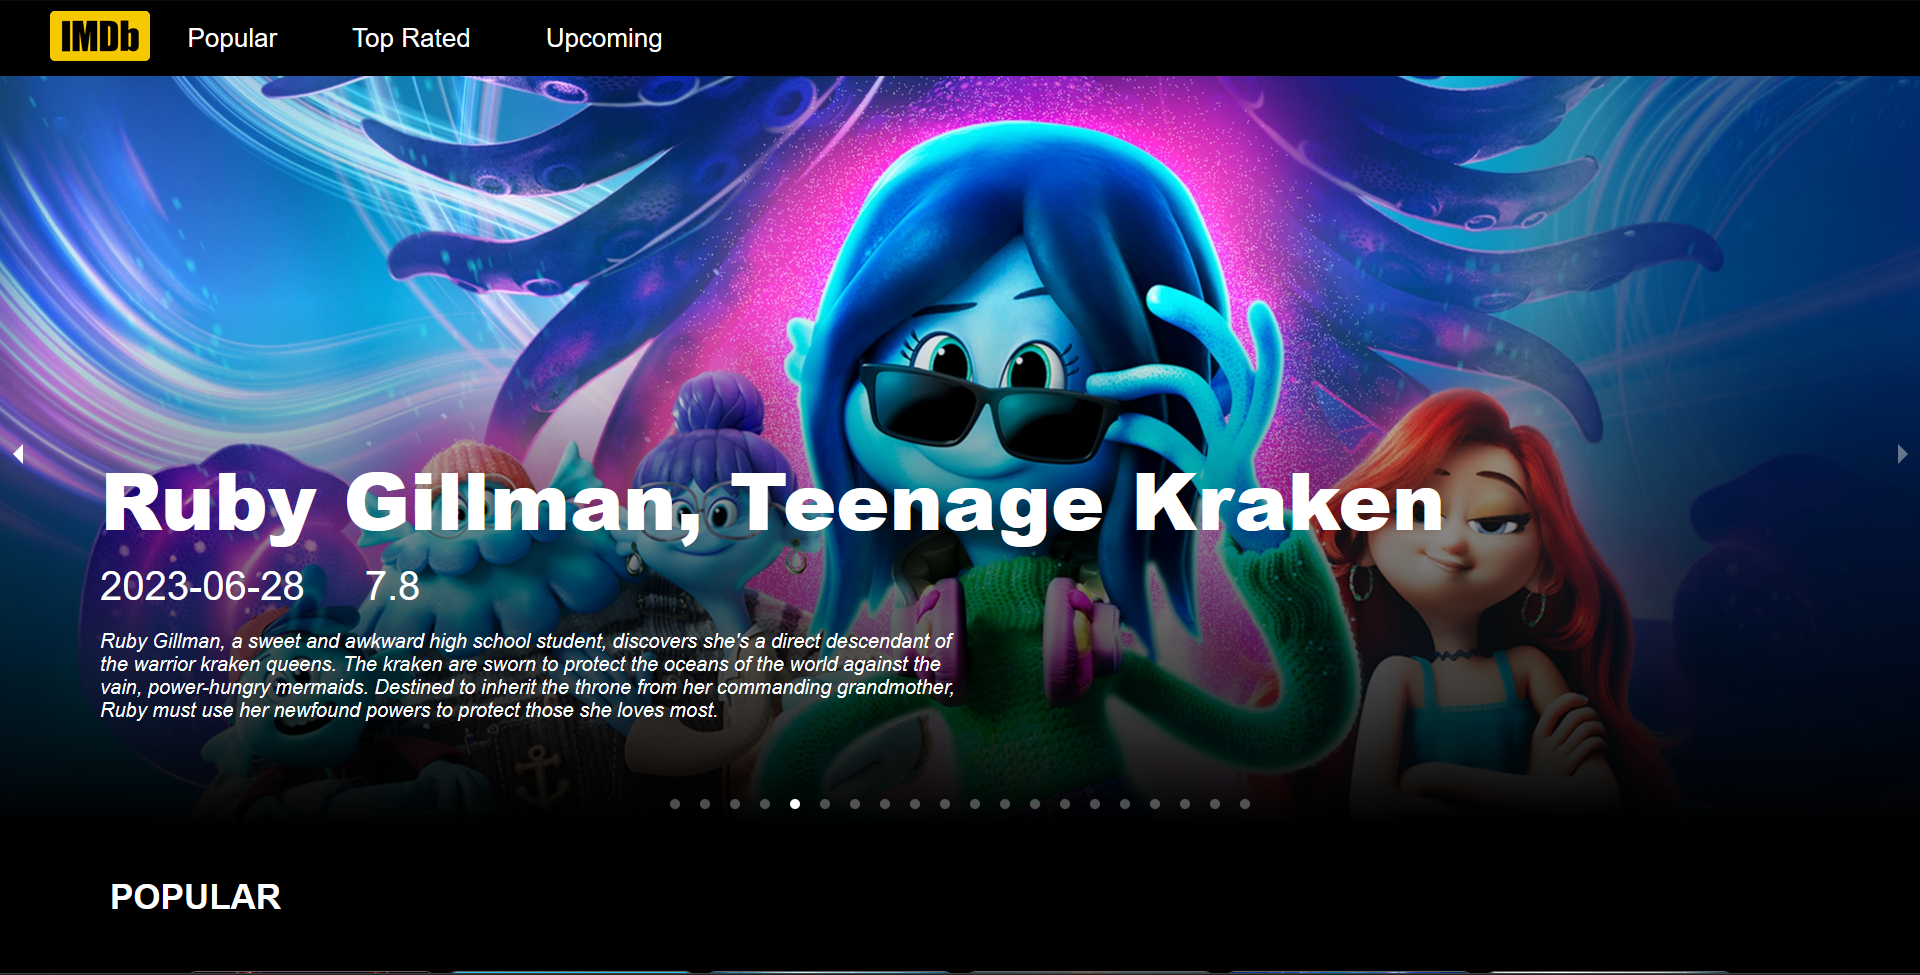 IMDb Popular Top Rated Upcoming
Ruby Gillman, Teenage Kraken
2023-06-28 7.8
Ruby Gillman, a sweet and awkward high school student, discovers she's a direct descendant of
the warrior kraken queens. The kraken are sworn to protect the oceans of the world against the
vain, power-hungry mermaids. Destined to inherit the throne from her commanding grandmother,
Ruby must use her newfound powers to protect those she loves most.
POPULAR